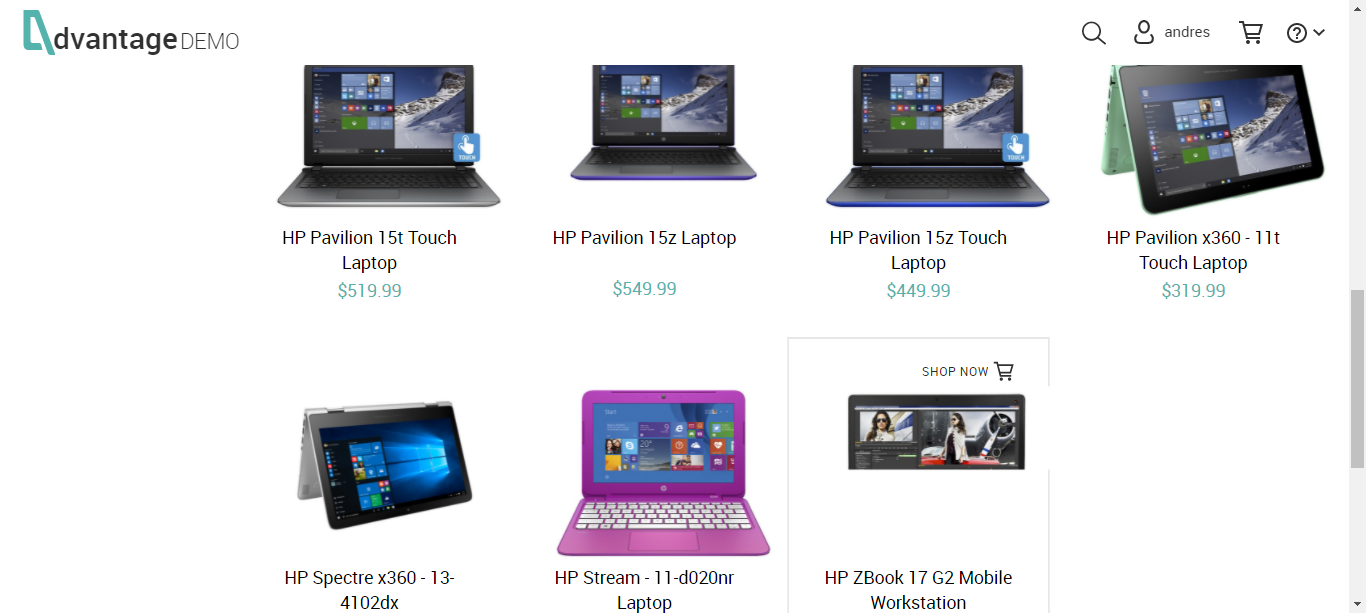 AdvantageDEMO
andres
TOUCH
TOUCH
HP Pavilion 15t Touch
Laptop
$519.99
HP Pavilion 15z Laptop
$549.99
HP Pavilion 15z Touch
Laptop
$449.99
HP Pavilion x360 - 11t
Touch Laptop
$319.99
SHOP NOW
Start
HP Spectre x360 - 13-
4102dx
HP Stream - 11-d020nr
Laptop
HP ZBook 17 G2 Mobile
Workstation